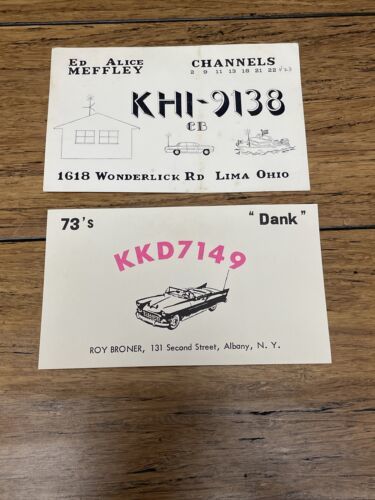 Ed Alice
Meffley
Channels
2 9 11 13 18 21 22 & 23
KHI-9138
CB
1618 Wonderlick Rd Lima Ohio
73's
"Dank"
KKD7149
ROY BRONER, 131 Second Street, Albany, N. Y.